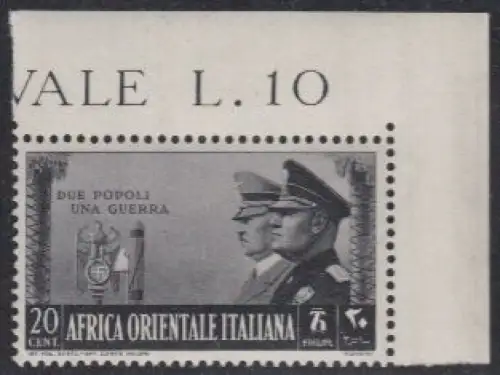 VALE L.10
DUE POPOLI
UNA GUERRA
20
CENT.
AFRICA ORIENTALE ITALIANA
٢٠